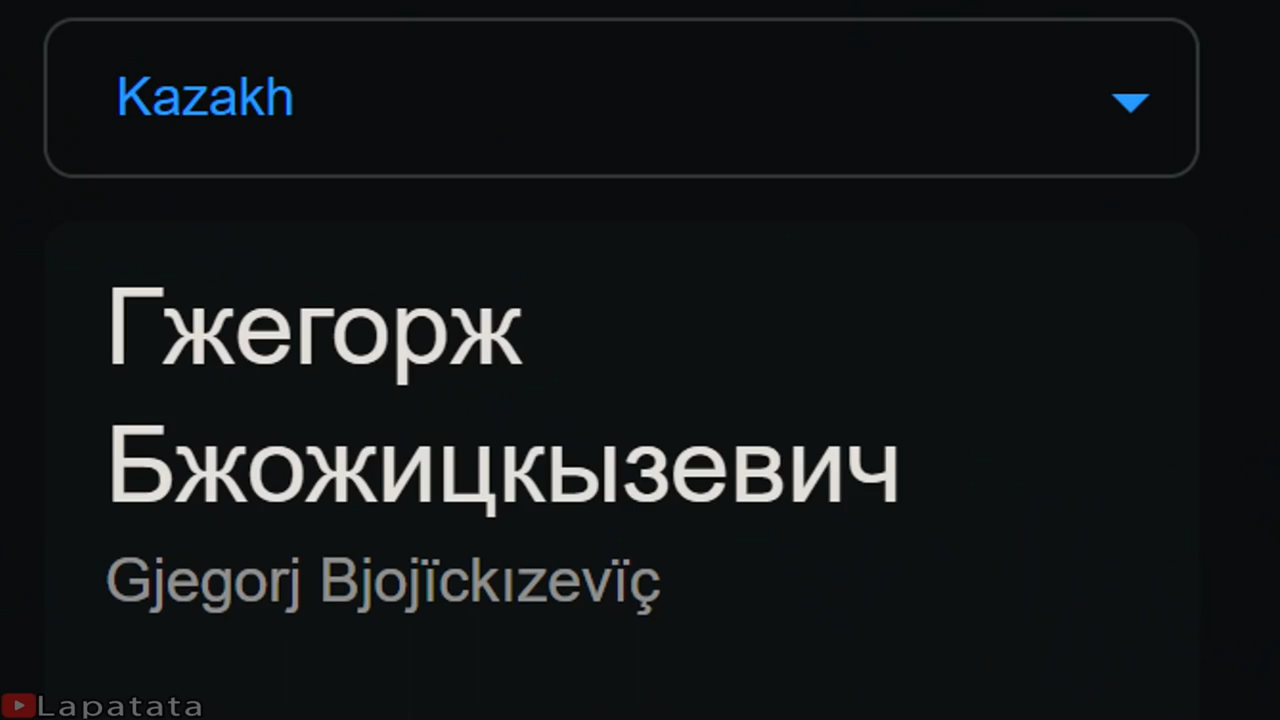 Kazakh
Гжегорж
Бжожицкызевич
Gjegorj Bjojïckızevïç
Lapatata